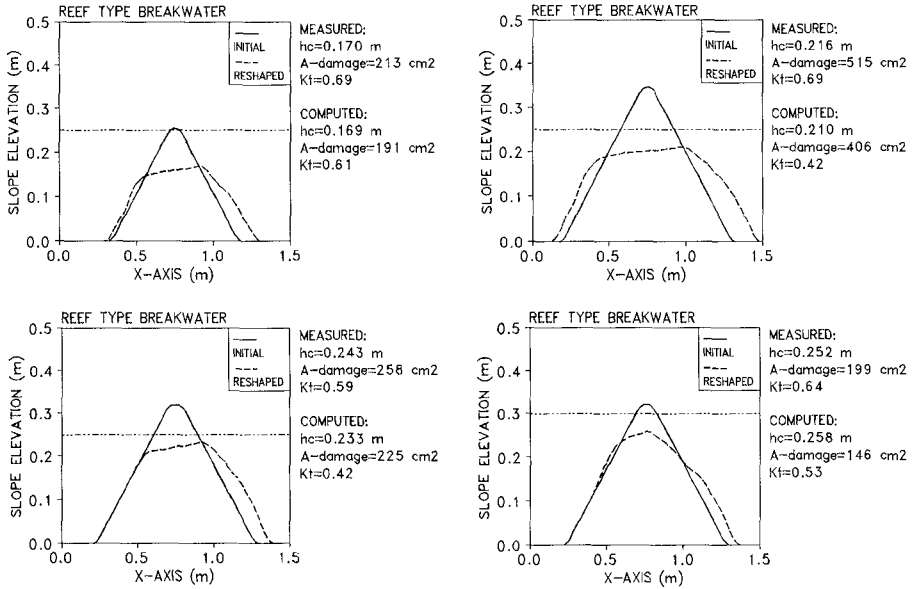 REEF TYPE BREAKWATER
0.5
0.4
0.3
0.2
0.1
0.0
SLOPE ELEVATION (m)
0.0 0.5 1.0 1.5
X-AXIS (m)
INITIAL
RESHAPED
MEASURED:
hc=0.170 m
A-damage=213 cm2
Kt=0.69
COMPUTED:
hc=0.169 m
A-damage=191 cm2
Kt=0.61
REEF TYPE BREAKWATER
0.5
0.4
0.3
0.2
0.1
0.0
SLOPE ELEVATION (m)
0.0 0.5 1.0 1.5
X-AXIS (m)
INITIAL
RESHAPED
MEASURED:
hc=0.216 m
A-damage=515 cm2
Kt=0.69
COMPUTED:
hc=0.210 m
A-damage=406 cm2
Kt=0.42
REEF TYPE BREAKWATER
0.5
0.4
0.3
0.2
0.1
0.0
SLOPE ELEVATION (m)
0.0 0.5 1.0 1.5
X-AXIS (m)
INITIAL
RESHAPED
MEASURED:
hc=0.243 m
A-damage=258 cm2
Kt=0.59
COMPUTED:
hc=0.233 m
A-damage=225 cm2
Kt=0.42
REEF TYPE BREAKWATER
0.5
0.4
0.3
0.2
0.1
0.0
SLOPE ELEVATION (m)
0.0 0.5 1.0 1.5
X-AXIS (m)
INITIAL
RESHAPED
MEASURED:
hc=0.252 m
A-damage=199 cm2
Kt=0.64
COMPUTED:
hc=0.258 m
A-damage=146 cm2
Kt=0.53